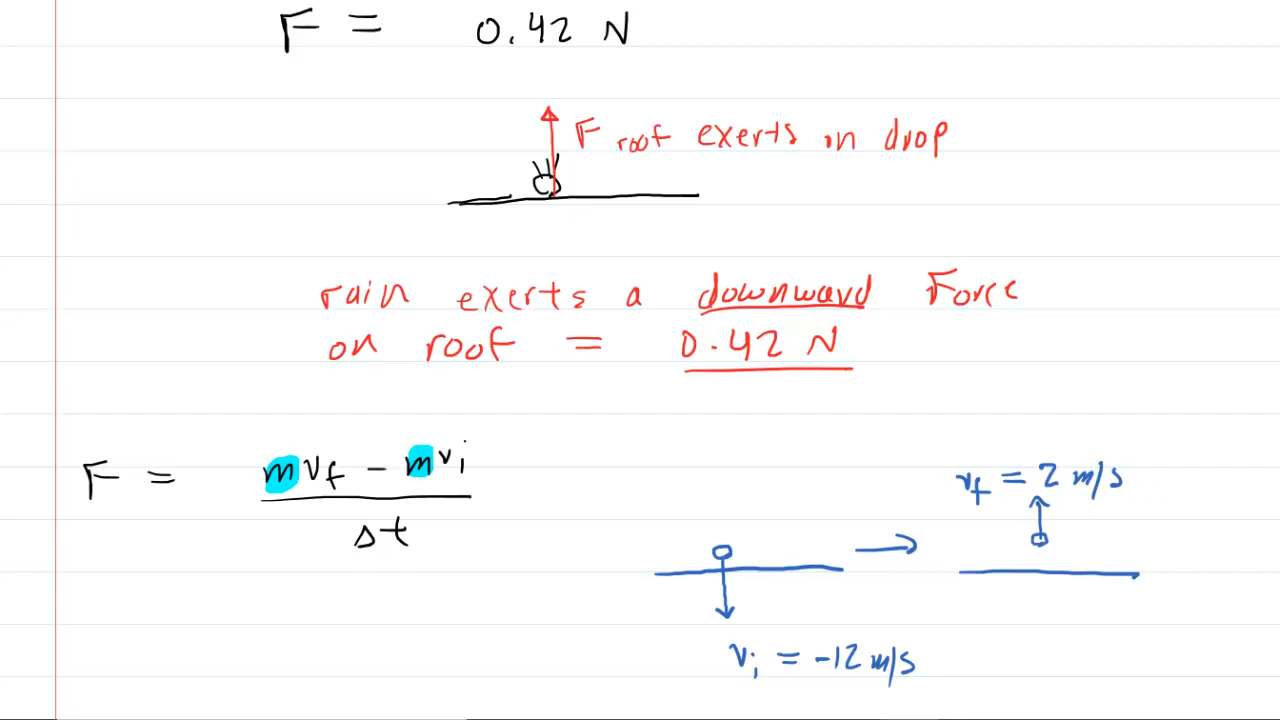 F = 0.42 N
F roof exerts on drop
rain exerts a downward Force
on roof = 0.42 N
F = mvf - mvi
Δt
vf = 2 m/s
vi = -12 m/s